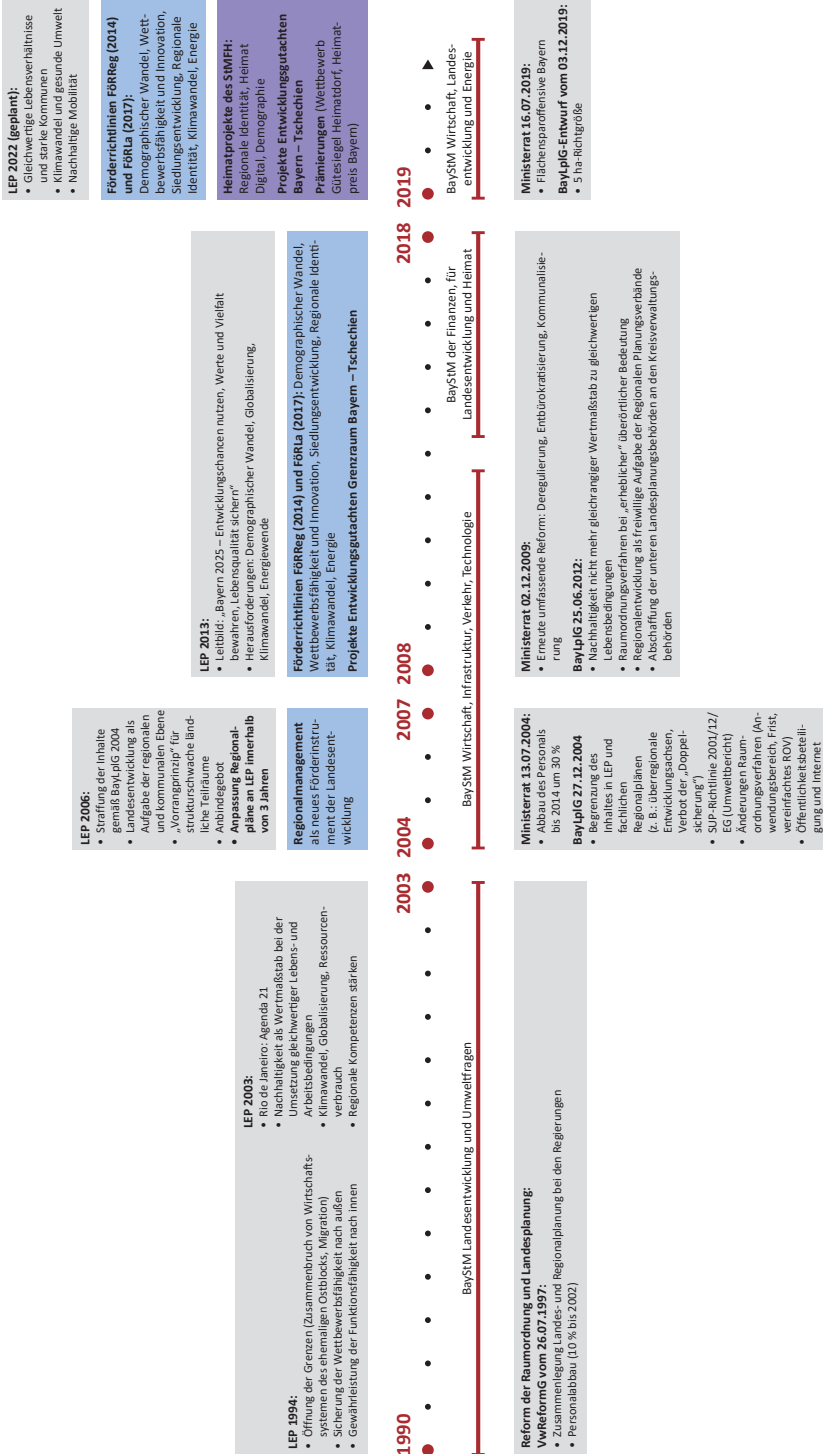 LEP 1994:
• Öffnung der Grenzen (Zusammenbruch von Wirtschafts-
systemen des ehemaligen Ostblocks, Migration)
• Sicherung der Wettbewerbsfähigkeit nach außen
• Gewährleistung der Funktionsfähigkeit nach innen
LEP 2003:
• Rio de Janeiro: Agenda 21
• Nachhaltigkeit als Wertmaßstab bei der
Umsetzung gleichwertiger Lebens- und
Arbeitsbedingungen
• Klimawandel, Globalisierung, Ressourcen-
verbrauch
• Regionale Kompetenzen stärken
LEP 2006:
• Straffung der Inhalte
gemäß BayLplG 2004
• Landesentwicklung als
Aufgabe der regionalen
und kommunalen Ebene
• „Vorrangprinzip“ für
strukturschwache länd-
liche Teilräume
• Anbindegebot
• Anpassung Regional-
pläne an LEP innerhalb
von 3 Jahren
Regionalmanagement
als neues Förderinstru-
ment der Landesent-
wicklung
LEP 2013:
• Leitbild: „Bayern 2025 – Entwicklungschancen nutzen, Werte und Vielfalt
bewahren, Lebensqualität sichern“
• Herausforderungen: Demographischer Wandel, Globalisierung,
Klimawandel, Energiewende
Förderrichtlinien FöRReg (2014) und FöRLa (2017): Demographischer Wandel,
Wettbewerbsfähigkeit und Innovation, Siedlungsentwicklung, Regionale Identi-
tät, Klimawandel, Energie
Projekte Entwicklungsgutachten Grenzraum Bayern – Tschechien
LEP 2022 (geplant):
• Gleichwertige Lebensverhältnisse
und starke Kommunen
• Klimawandel und gesunde Umwelt
• Nachhaltige Mobilität
Förderrichtlinien FöRReg (2014)
und FöRLa (2017):
Demographischer Wandel, Wett-
bewerbsfähigkeit und Innovation,
Siedlungsentwicklung, Regionale
Identität, Klimawandel, Energie
Heimatprojekte des StMFH:
Regionale Identität, Heimat
Digital, Demographie
Projekte Entwicklungsgutachten
Bayern – Tschechien
Prämierungen (Wettbewerb
Gütesiegel Heimatdorf, Heimat-
preis Bayern)
1990
2003
2004
2007
2008
2018
2019
BayStM Landesentwicklung und Umweltfragen
BayStM Wirtschaft, Infrastruktur, Verkehr, Technologie
BayStM der Finanzen, für
Landesentwicklung und Heimat
BayStM Wirtschaft, Landes-
entwicklung und Energie
Reform der Raumordnung und Landesplanung:
VwReformG vom 26.07.1997:
• Zusammenlegung Landes- und Regionalplanung bei den Regierungen
• Personalabbau (10 % bis 2002)
Ministerrat 13.07.2004:
• Abbau des Personals
bis 2014 um 30 %
BayLplG 27.12.2004
• Begrenzung des
Inhaltes in LEP und
fachlichen
Regionalplänen
(z. B.: überregionale
Entwicklungsachsen,
Verbot der „Doppel-
sicherung“)
• SUP-Richtlinie 2001/12/
EG (Umweltbericht)
• Änderungen Raum-
ordnungverfahren (An-
wendungsbereich, Frist,
vereinfachtes ROV)
• Öffentlichkeitsbeteili-
gung und Internet
Ministerrat 02.12.2009:
• Erneute umfassende Reform: Deregulierung, Entbürokratisierung, Kommunalisie-
rung
BayLplG 25.06.2012:
• Nachhaltigkeit nicht mehr gleichrangiger Wertmaßstab zu gleichwertigen
Lebensbedingungen
• Raumordnungsverfahren bei „erheblicher“ überörtlicher Bedeutung
• Regionalentwicklung als freiwillige Aufgabe der Regionalen Planungsverbände
• Abschaffung der unteren Landesplanungsbehörden an den Kreisverwaltungs-
behörden
Ministerrat 16.07.2019:
• Flächensparoffensive Bayern
BayLplG-Entwurf vom 03.12.2019:
• 5 ha-Richtgröße